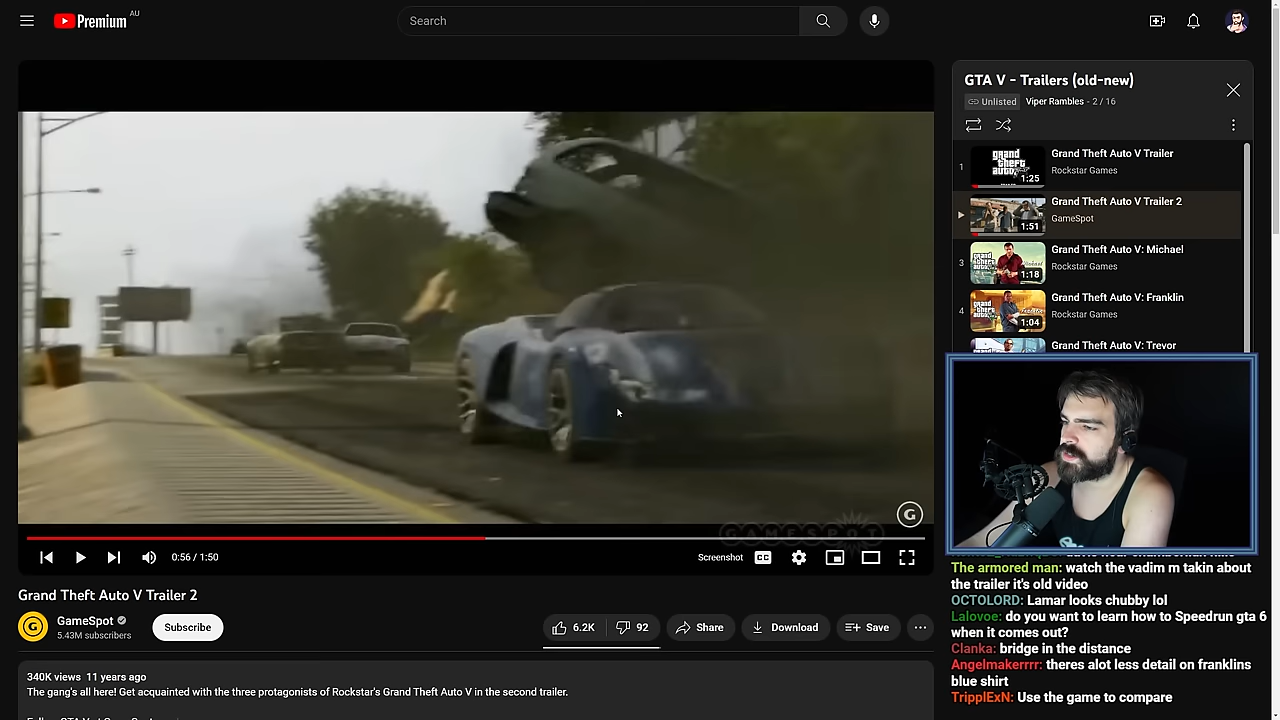 Premium AU
Search
GTA V - Trailers (old-new)
Unlisted Viper Rambles - 2 / 16
1
grand theft auto V
1:25
Grand Theft Auto V Trailer
Rockstar Games
1:51
Grand Theft Auto V Trailer 2
GameSpot
3
1:18
Grand Theft Auto V: Michael
Rockstar Games
4
1:04
Grand Theft Auto V: Franklin
Rockstar Games
Grand Theft Auto V: Trevor
G
GAMESPOT
0:56 / 1:50
Screenshot
CC
Grand Theft Auto V Trailer 2
GameSpot
5.43M subscribers
Subscribe
6.2K
92
Share
Download
Save
340K views 11 years ago
The gang's all here! Get acquainted with the three protagonists of Rockstar's Grand Theft Auto V in the second trailer.
The armored man: watch the vadim m takin about
the trailer it's old video
OCTOLORD: Lamar looks chubby lol
Lalovoe: do you want to learn how to Speedrun gta 6
when it comes out?
Clanka: bridge in the distance
Angelmakerrrr: theres alot less detail on franklins
blue shirt
TripplExN: Use the game to compare